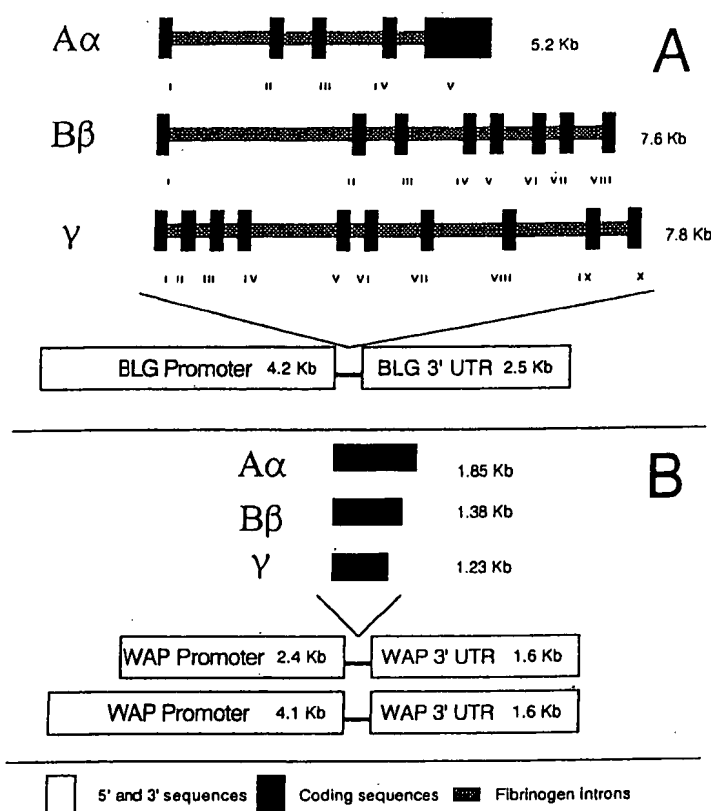 Aα 5.2 Kb A
I II III IV V
Bβ 7.6 Kb
I II III IV V VI VII VIII
γ 7.8 Kb
I II III IV V VI VII VIII IX X
BLG Promoter 4.2 Kb BLG 3' UTR 2.5 Kb
Aα 1.85 Kb B
Bβ 1.38 Kb
γ 1.23 Kb
WAP Promoter 2.4 Kb WAP 3' UTR 1.6 Kb
WAP Promoter 4.1 Kb WAP 3' UTR 1.6 Kb
5' and 3' sequences Coding sequences Fibrinogen introns